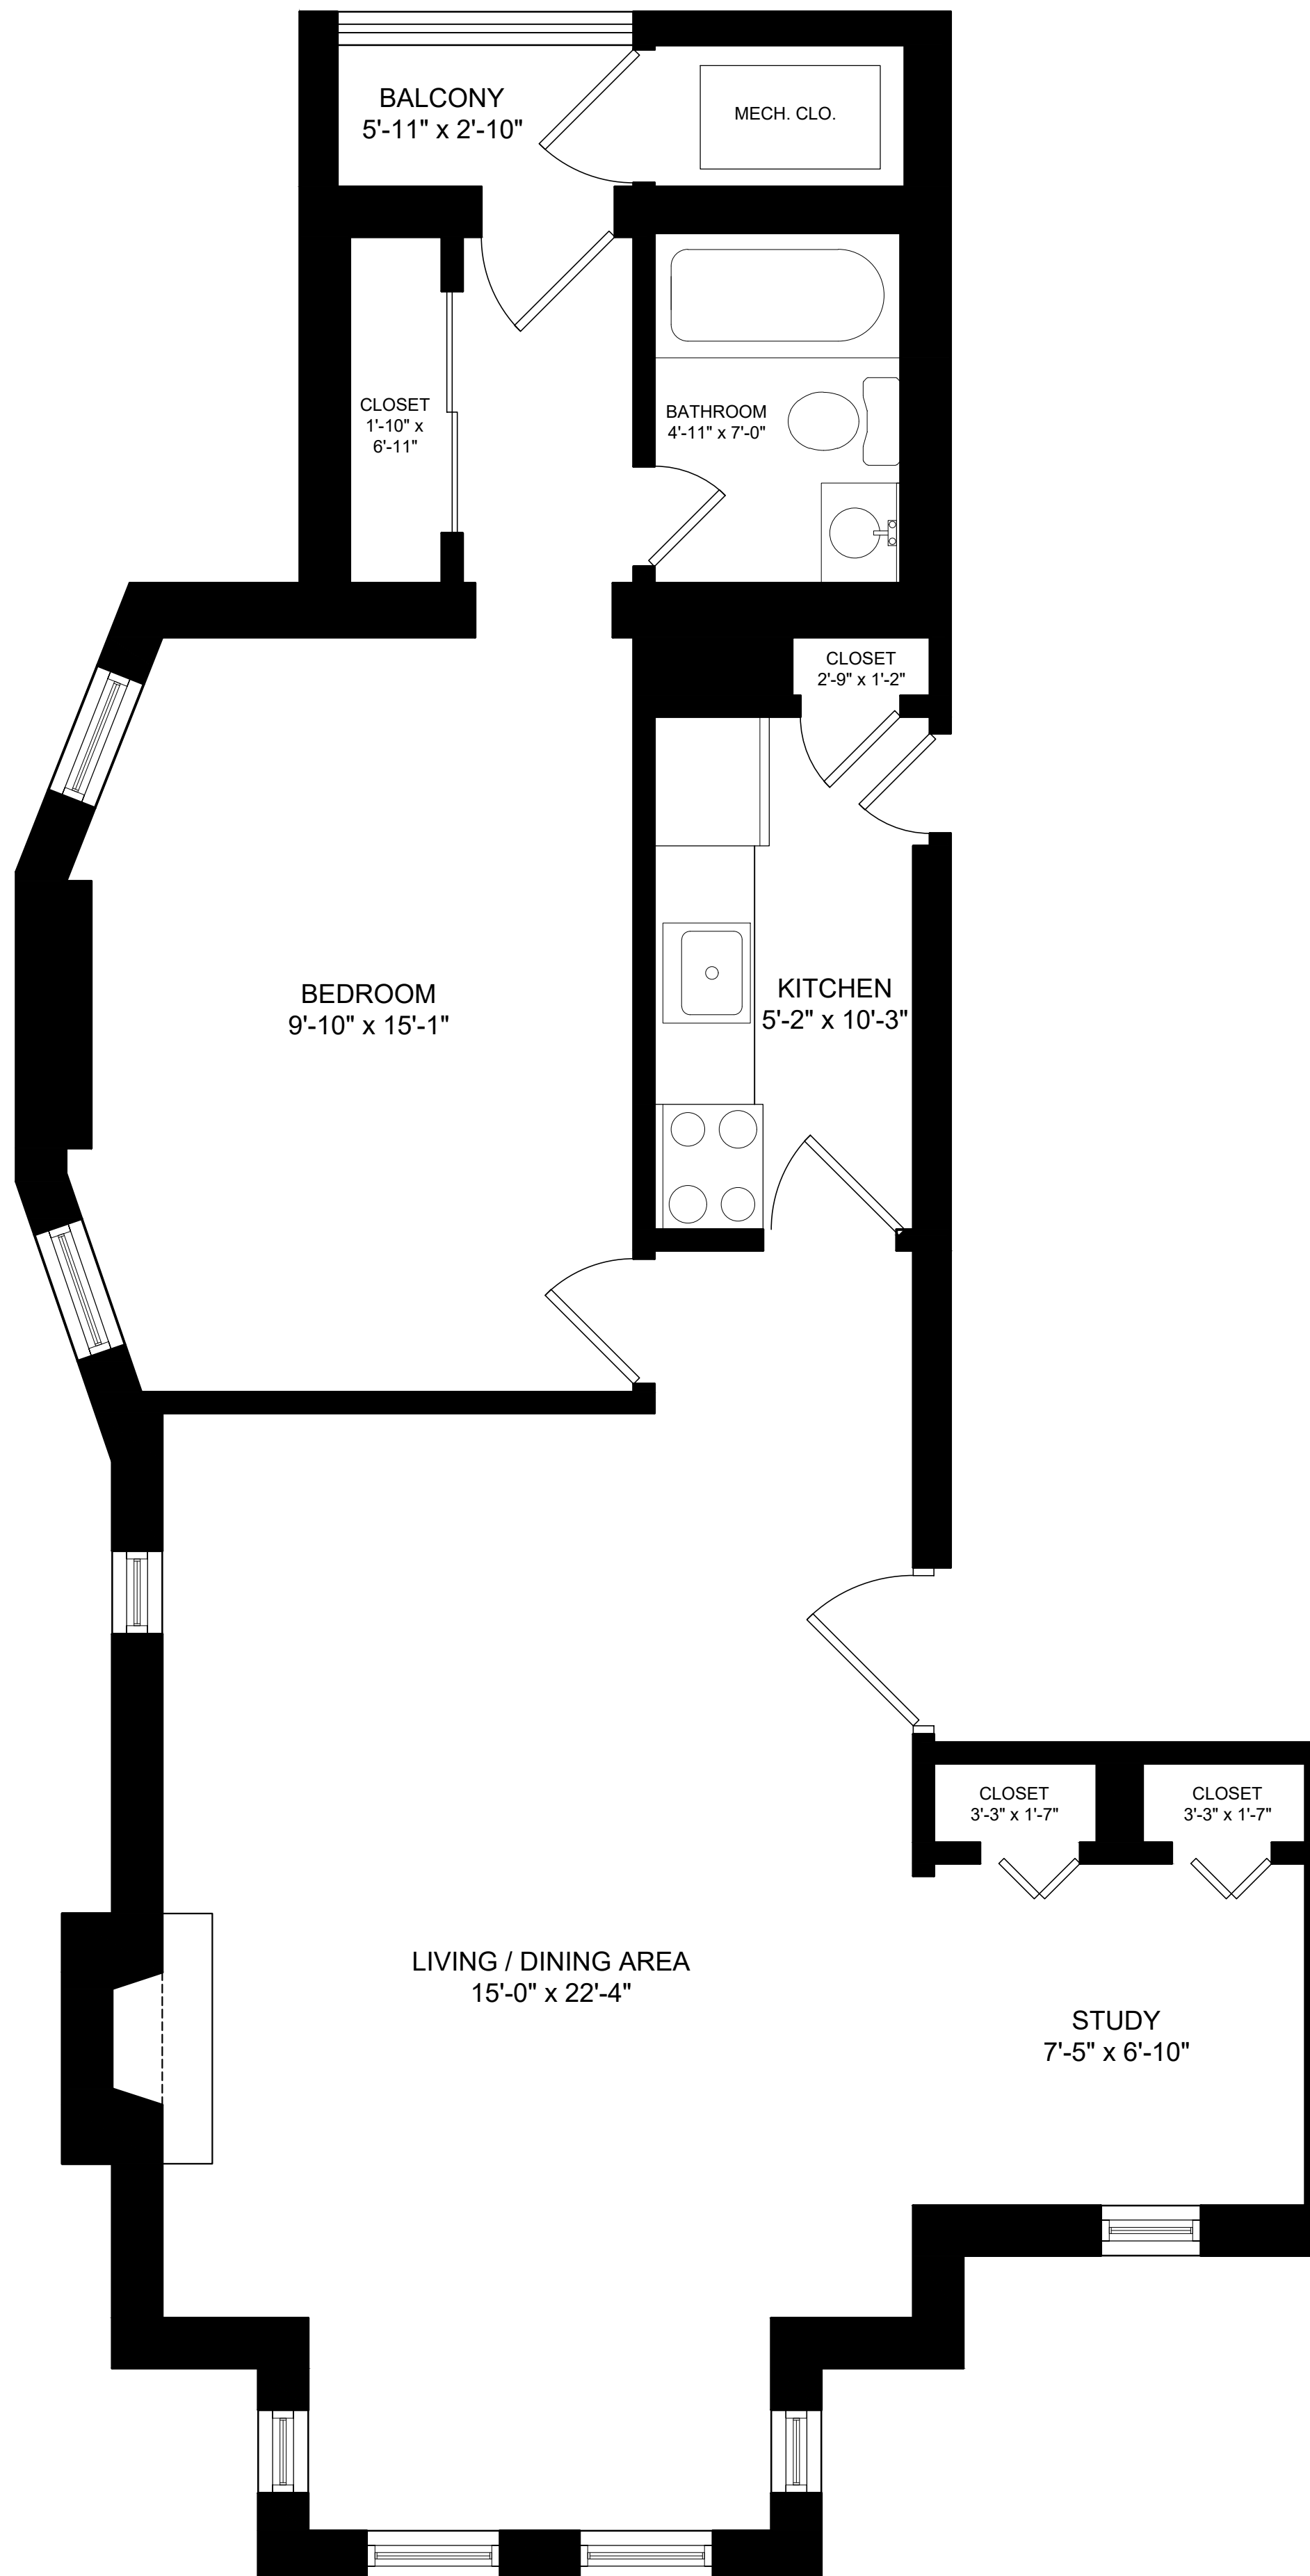 BALCONY
5'-11" x 2'-10"
MECH. CLO.
CLOSET
1'-10" x
6'-11"
BATHROOM
4'-11" x 7'-0"
CLOSET
2'-9" x 1'-2"
BEDROOM
9'-10" x 15'-1"
KITCHEN
5'-2" x 10'-3"
CLOSET
3'-3" x 1'-7"
CLOSET
3'-3" x 1'-7"
LIVING / DINING AREA
15'-0" x 22'-4"
STUDY
7'-5" x 6'-10"